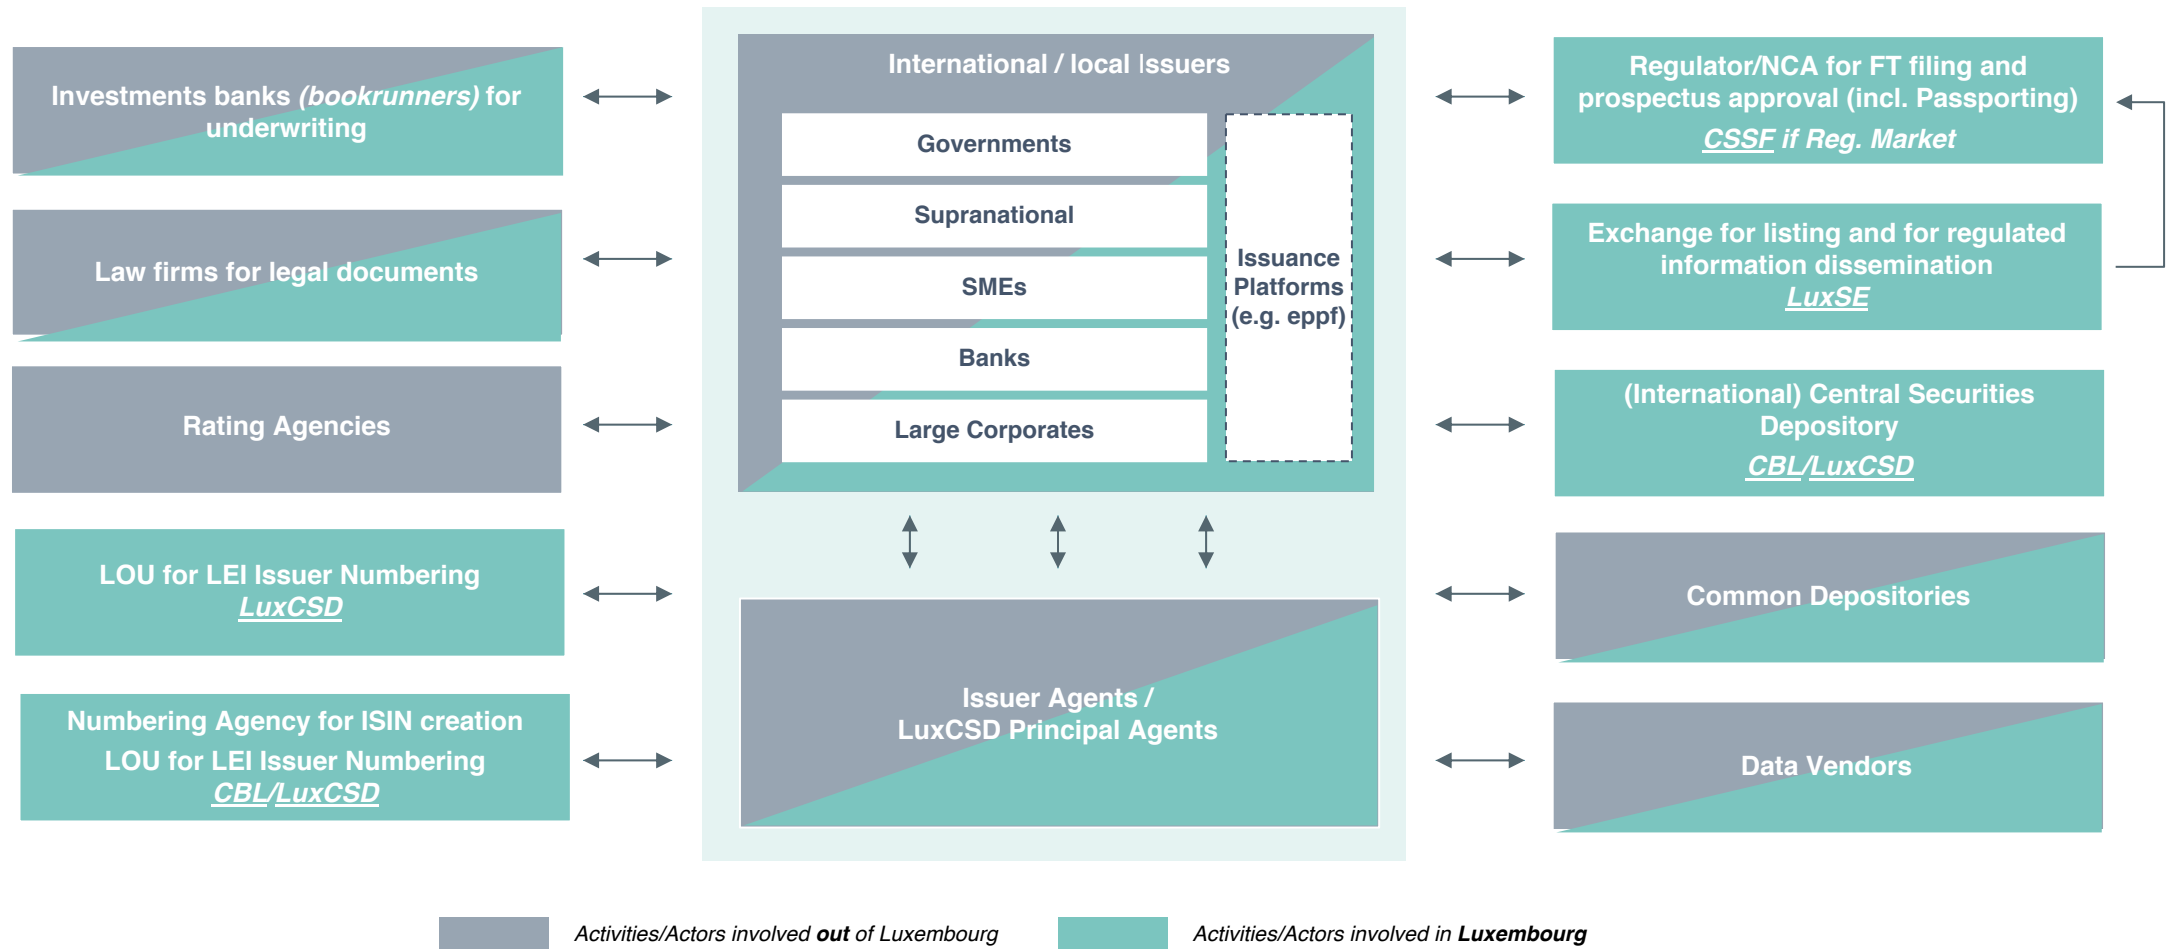 Investments banks (bookrunners) for
underwriting
Law firms for legal documents
Rating Agencies
LOU for LEI Issuer Numbering
LuxCSD
Numbering Agency for ISIN creation
LOU for LEI Issuer Numbering
CBL/LuxCSD
International / local Issuers
Governments
Supranational
SMEs
Banks
Large Corporates
Issuance
Platforms
(e.g. eppf)
Issuer Agents /
LuxCSD Principal Agents
Regulator/NCA for FT filing and
prospectus approval (incl. Passporting)
CSSF if Reg. Market
Exchange for listing and for regulated
information dissemination
LuxSE
(International) Central Securities
Depository
CBL/LuxCSD
Common Depositories
Data Vendors
Activities/Actors involved out of Luxembourg
Activities/Actors involved in Luxembourg